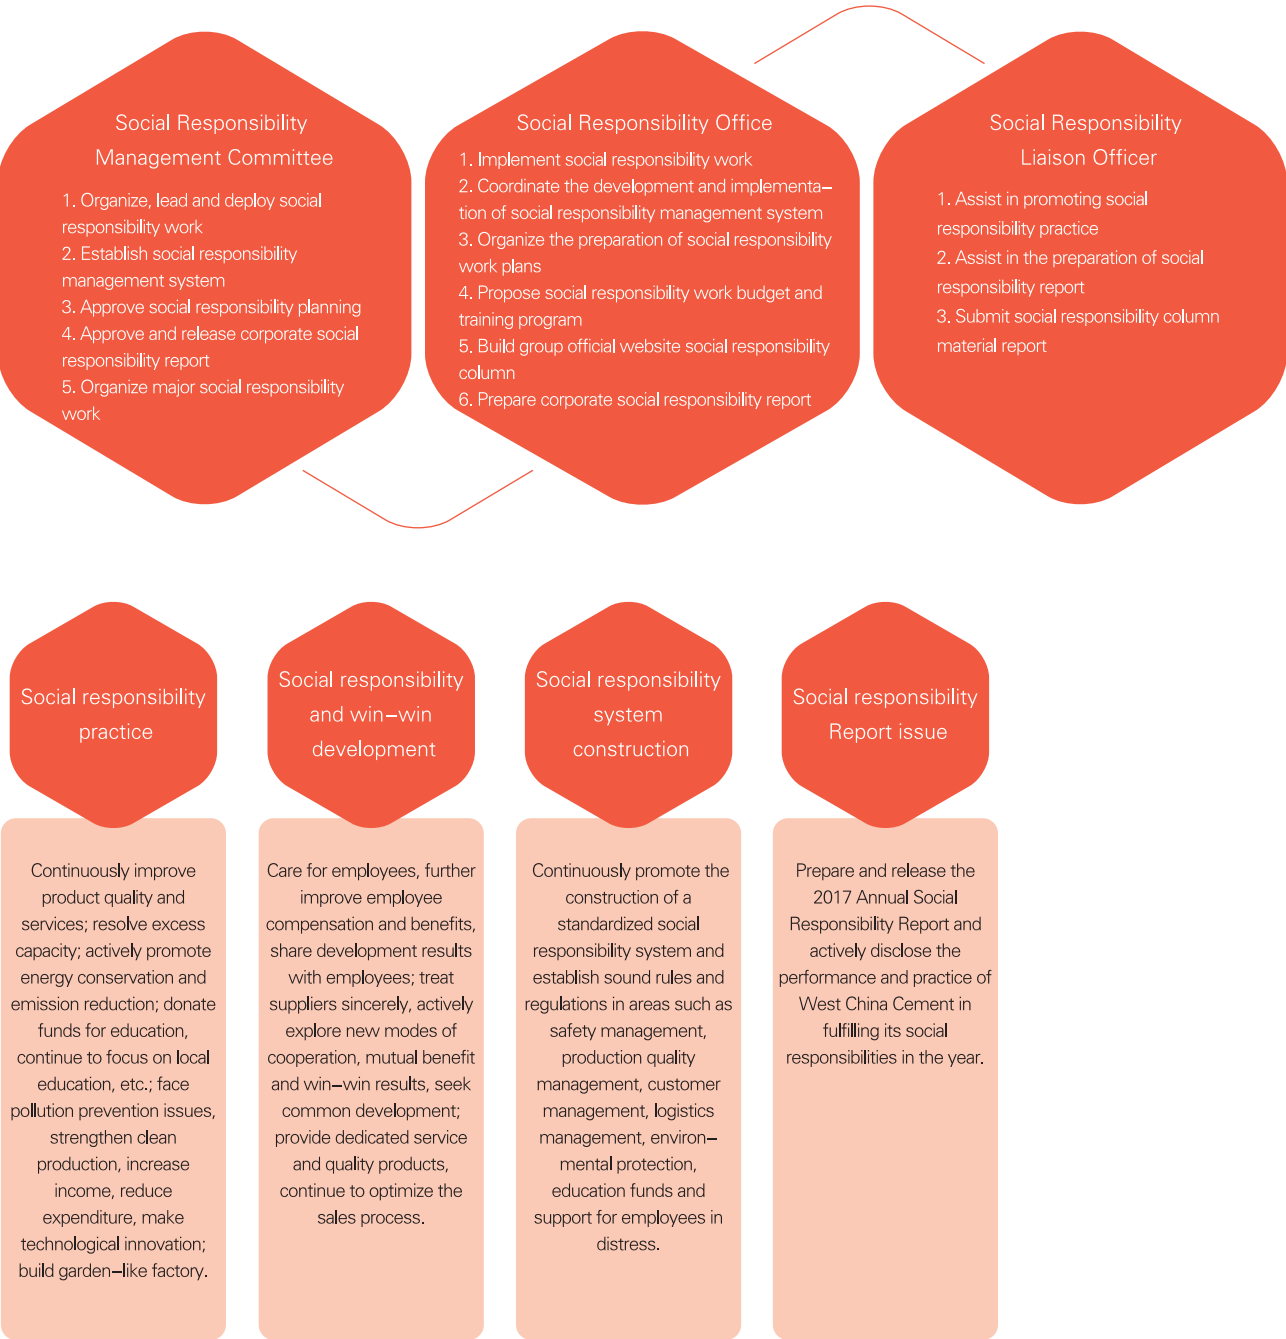 Social Responsibility
Management Committee
1. Organize, lead and deploy social
responsibility work
2. Establish social responsibility
management system
3. Approve social responsibility planning
4. Approve and release corporate social
responsibility report
5. Organize major social responsibility
work
Social Responsibility Office
1. Implement social responsibility work
2. Coordinate the development and implementa–
tion of social responsibility management system
3. Organize the preparation of social responsibility
work plans
4. Propose social responsibility work budget and
training program
5. Build group official website social responsibility
column
6. Prepare corporate social responsibility report
Social Responsibility
Liaison Officer
1. Assist in promoting social
responsibility practice
2. Assist in the preparation of social
responsibility report
3. Submit social responsibility column
material report
Social responsibility
practice
Continuously improve
product quality and
services; resolve excess
capacity; actively promote
energy conservation and
emission reduction; donate
funds for education,
continue to focus on local
education, etc.; face
pollution prevention issues,
strengthen clean
production, increase
income, reduce
expenditure, make
technological innovation;
build garden–like factory.
Social responsibility
and win–win
development
Care for employees, further
improve employee
compensation and benefits,
share development results
with employees; treat
suppliers sincerely, actively
explore new modes of
cooperation, mutual benefit
and win–win results, seek
common development;
provide dedicated service
and quality products,
continue to optimize the
sales process.
Social responsibility
system
construction
Continuously promote the
construction of a
standardized social
responsibility system and
establish sound rules and
regulations in areas such as
safety management,
production quality
management, customer
management, logistics
management, environ–
mental protection,
education funds and
support for employees in
distress.
Social responsibility
Report issue
Prepare and release the
2017 Annual Social
Responsibility Report and
actively disclose the
performance and practice of
West China Cement in
fulfilling its social
responsibilities in the year.